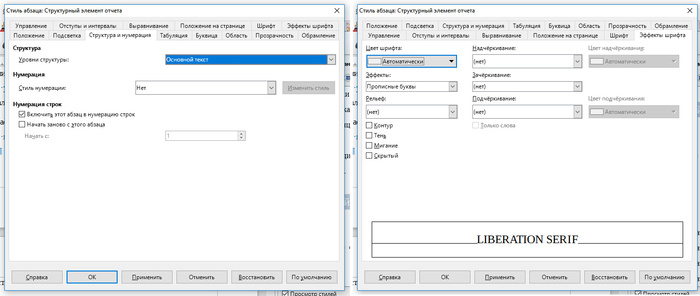 Стиль абзаца: Структурный элемент отчета
Управление Отступы и интервалы Выравнивание Положение на странице Шрифт Эффекты шрифта
Положение Подсветка Структура и нумерация Табуляция Буквица Область Прозрачность Обрамление
Структура
Уровень структуры: Основной текст
Нумерация
Стиль нумерации: Нет Изменить стиль
Нумерация строк
Включить этот абзац в нумерацию строк
Начать заново с этого абзаца
Начать с: 1
Справка ОК Применить Отменить Восстановить По умолчанию
Стиль абзаца: Структурный элемент отчета
Положение Подсветка Структура и нумерация Табуляция Буквица Область Прозрачность Обрамление
Управление Отступы и интервалы Выравнивание Положение на странице Шрифт Эффекты шрифта
Цвет шрифта: Надчёркивание: Цвет надчёркивания:
Автоматически (нет) Автоматически
Эффекты: Зачёркивание:
Прописные буквы (нет)
Рельеф: Подчёркивание: Цвет подчёркивания:
(нет) (нет) Автоматически
Контур Только слова
Тень
Мигание
Скрытый
LIBERATION SERIF
Справка ОК Применить Отменить Восстановить По умолчанию
Просмотр стилей